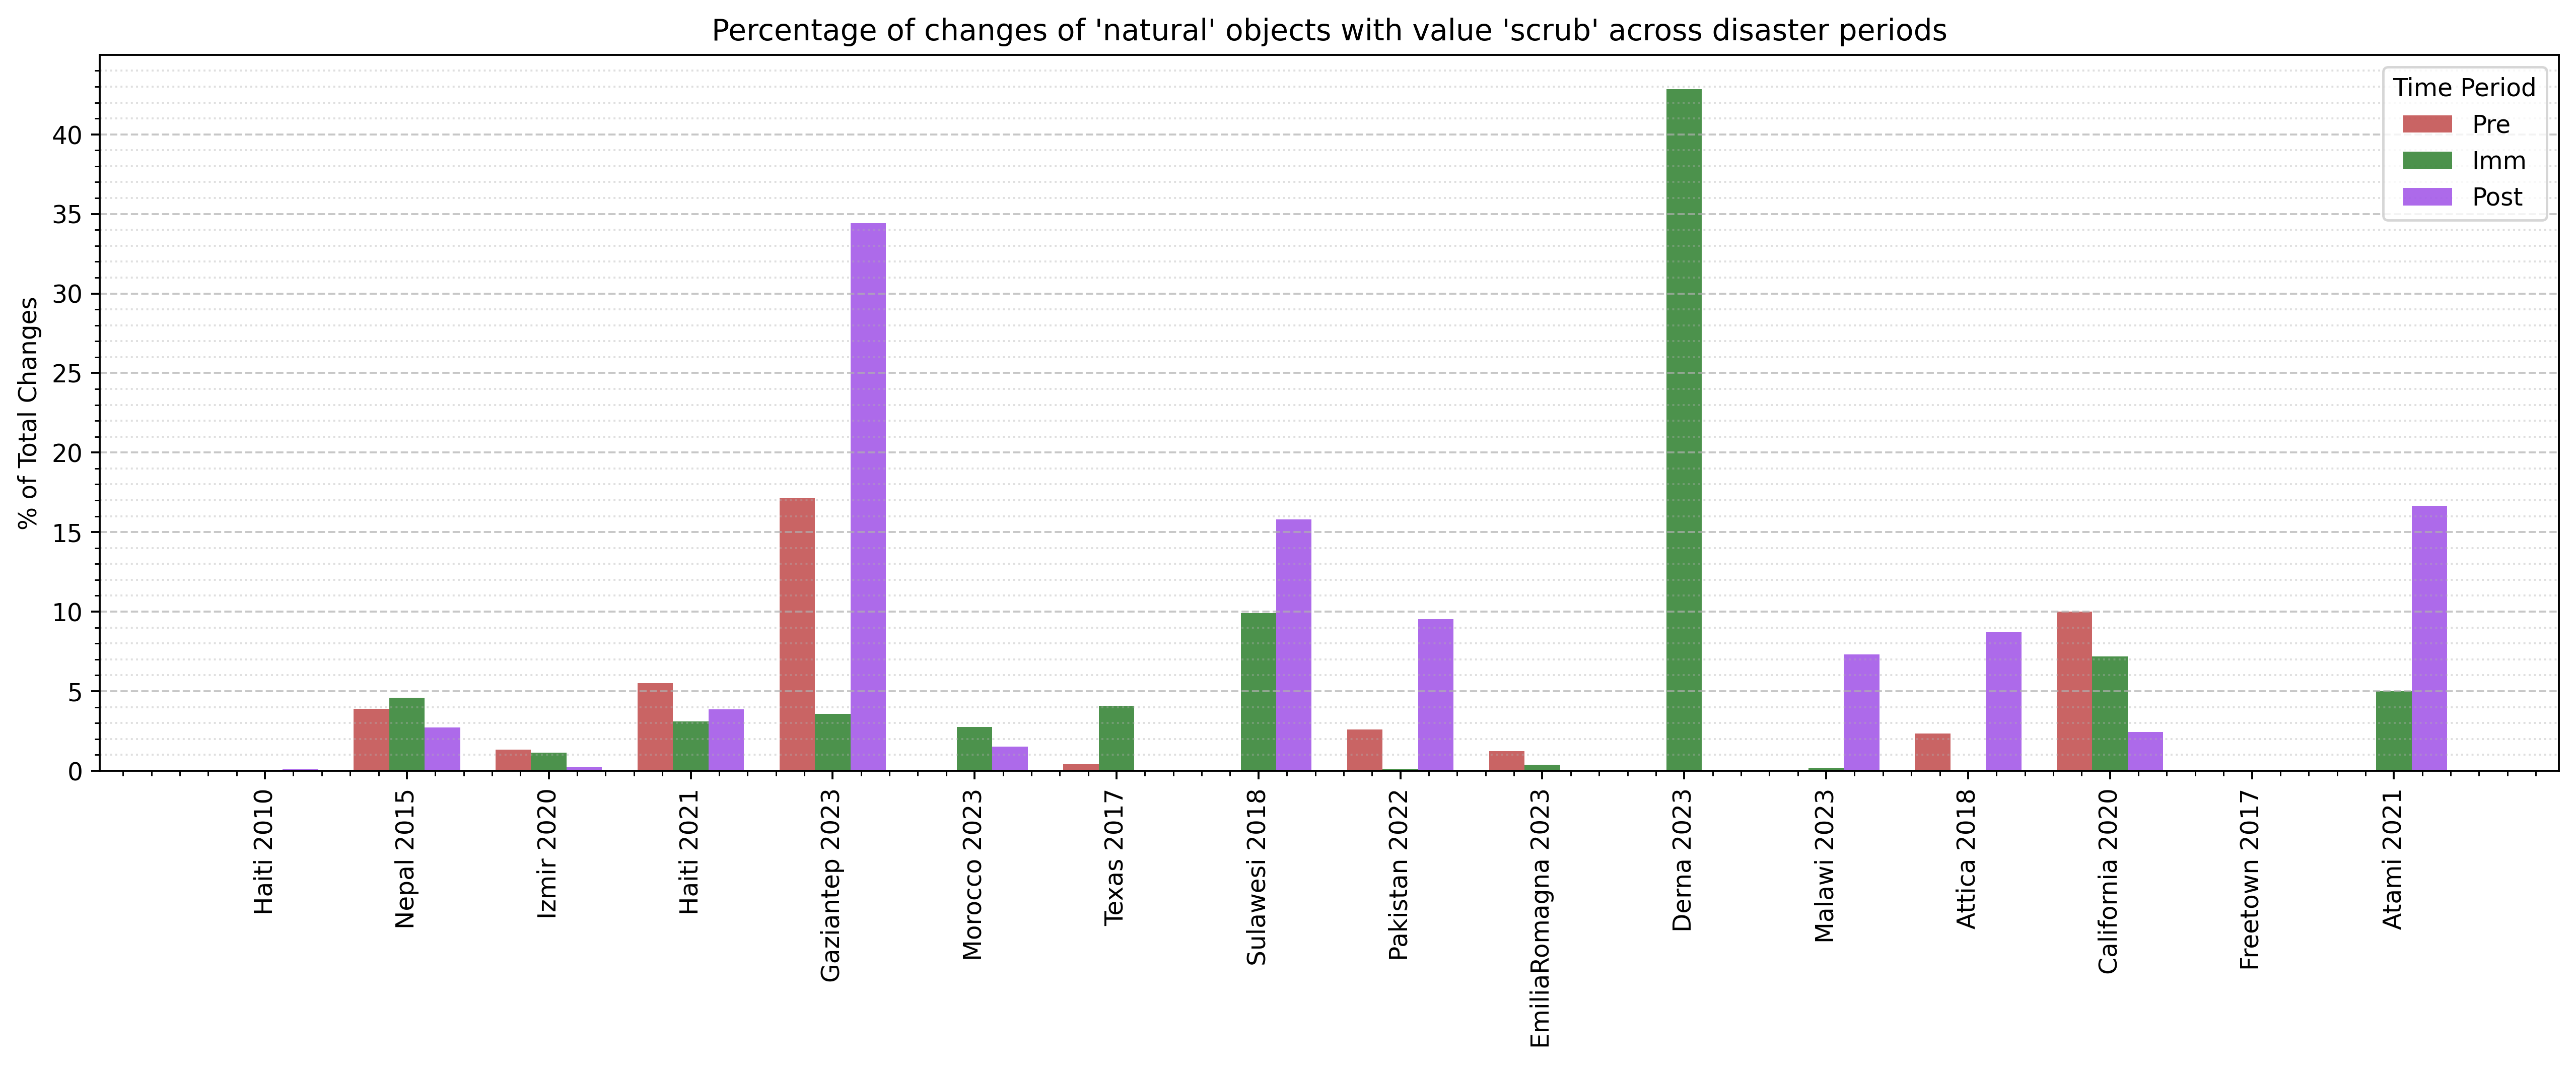 Percentage of changes of 'natural' objects with value 'scrub' across disaster periods
Time Period
Pre
Imm
Post
% of Total Changes
40
35
30
25
20
15
10
5
0
Haiti 2010
Nepal 2015
Izmir 2020
Haiti 2021
Gaziantep 2023
Morocco 2023
Texas 2017
Sulawesi 2018
Pakistan 2022
EmiliaRomagna 2023
Derna 2023
Malawi 2023
Attica 2018
California 2020
Freetown 2017
Atami 2021